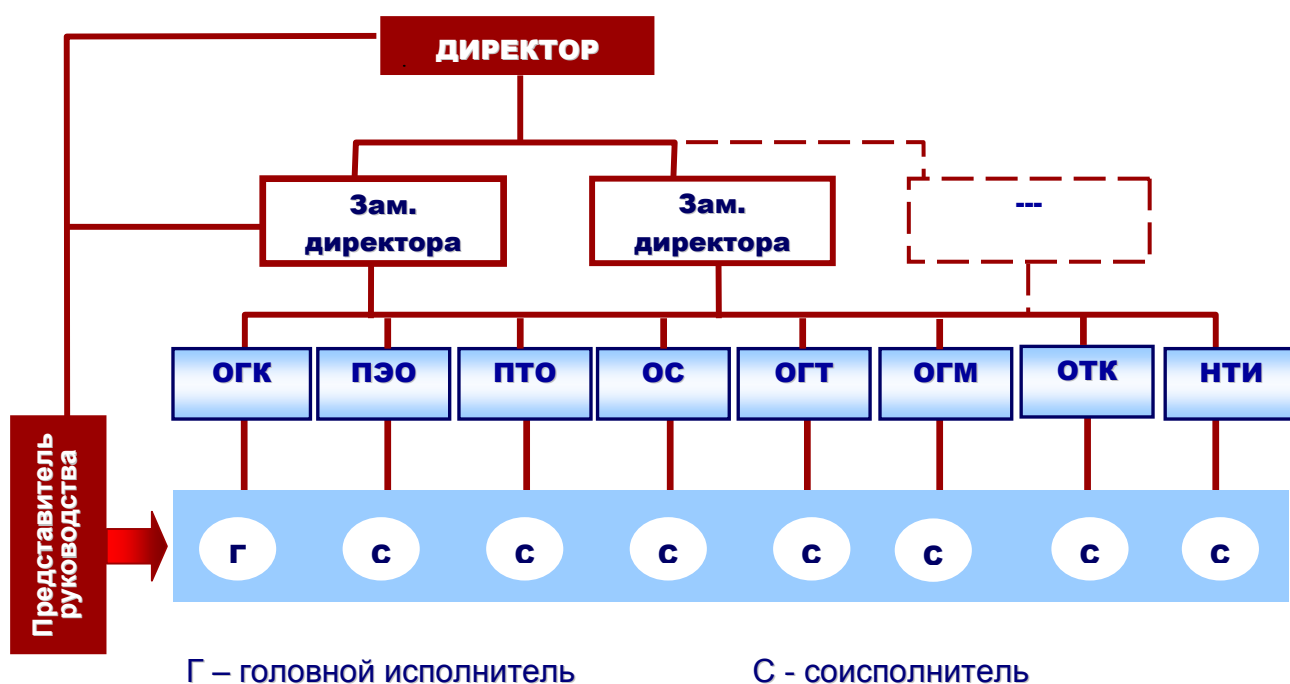 ДИРЕКТОР
Зам.
директора
Зам.
директора
---
ОГК
ПЭО
ПТО
ОС
ОГТ
ОГМ
ОТК
НТИ
Представитель
руководства
г
с
с
с
с
с
с
с
Г – головной исполнитель
С - соисполнитель